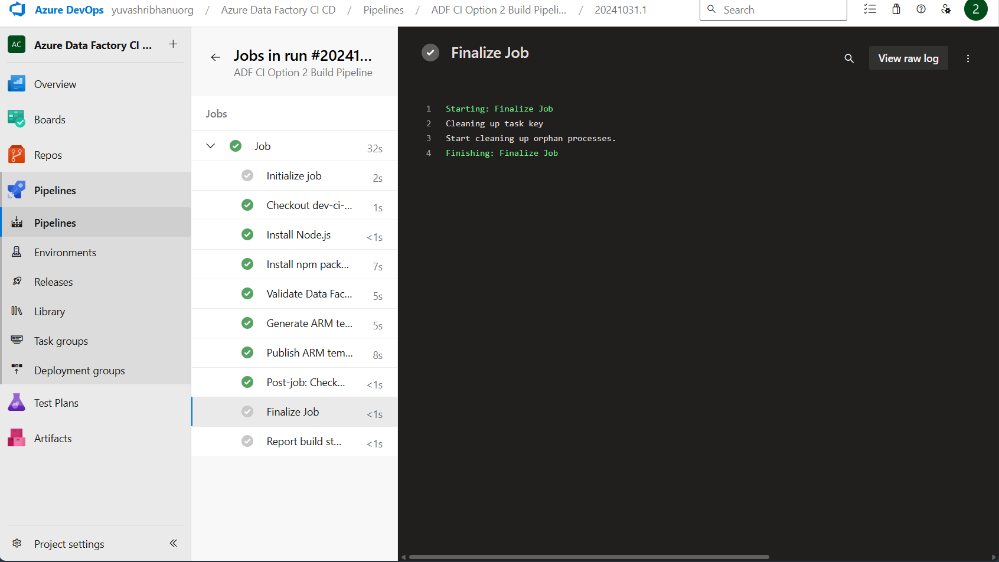 Azure DevOps yuvashribhanuorg / Azure Data Factory CI CD / Pipelines / ADF CI Option 2 Build Pipeli... / 20241031.1
Search
2
AC Azure Data Factory CI ... +
Overview
Boards
Repos
Pipelines
Pipelines
Environments
Releases
Library
Task groups
Deployment groups
Test Plans
Artifacts
Project settings
Jobs in run #20241...
ADF CI Option 2 Build Pipeline
Jobs
Job 32s
Initialize job 2s
Checkout dev-ci-... 1s
Install Node.js <1s
Install npm pack... 7s
Validate Data Fac... 5s
Generate ARM te... 5s
Publish ARM tem... 8s
Post-job: Check... <1s
Finalize Job <1s
Report build st... <1s
Finalize Job
View raw log
1 Starting: Finalize Job
2 Cleaning up task key
3 Start cleaning up orphan processes.
4 Finishing: Finalize Job